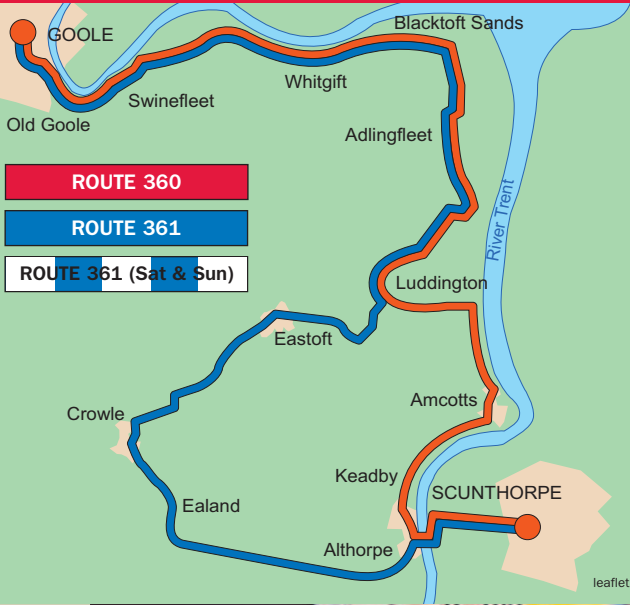 Blacktoft Sands
GOOLE
Whitgift
Swinefleet
Old Goole
Adlingfleet
ROUTE 360
ROUTE 361
River Trent
ROUTE 361 (Sat & Sun)
Luddington
Eastoft
Amcotts
Crowle
Keadby
SCUNTHORPE
Ealand
Althorpe
leaflet